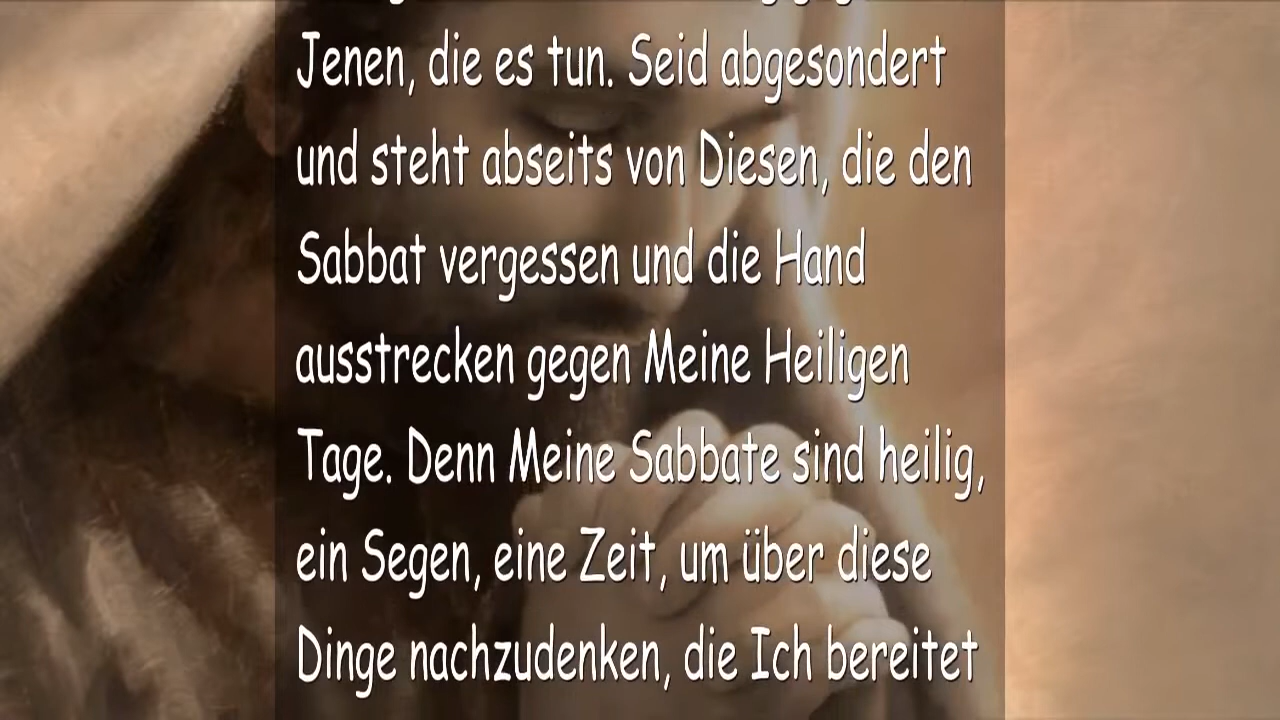 Jenen, die es tun. Seid abgesondert
und steht abseits von Diesen, die den
Sabbat vergessen und die Hand
ausstrecken gegen Meine Heiligen
Tage. Denn Meine Sabbate sind heilig,
ein Segen, eine Zeit, um über diese
Dinge nachzudenken, die Ich bereitet